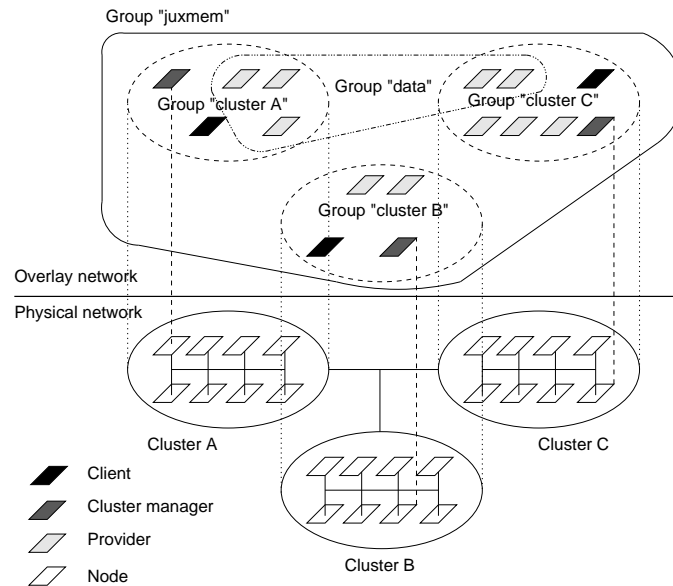 Group "juxmem"
Group "cluster A"
Group "data"
Group "cluster C"
Group "cluster B"
Overlay network
Physical network
Cluster A
Cluster C
Cluster B
Client
Cluster manager
Provider
Node